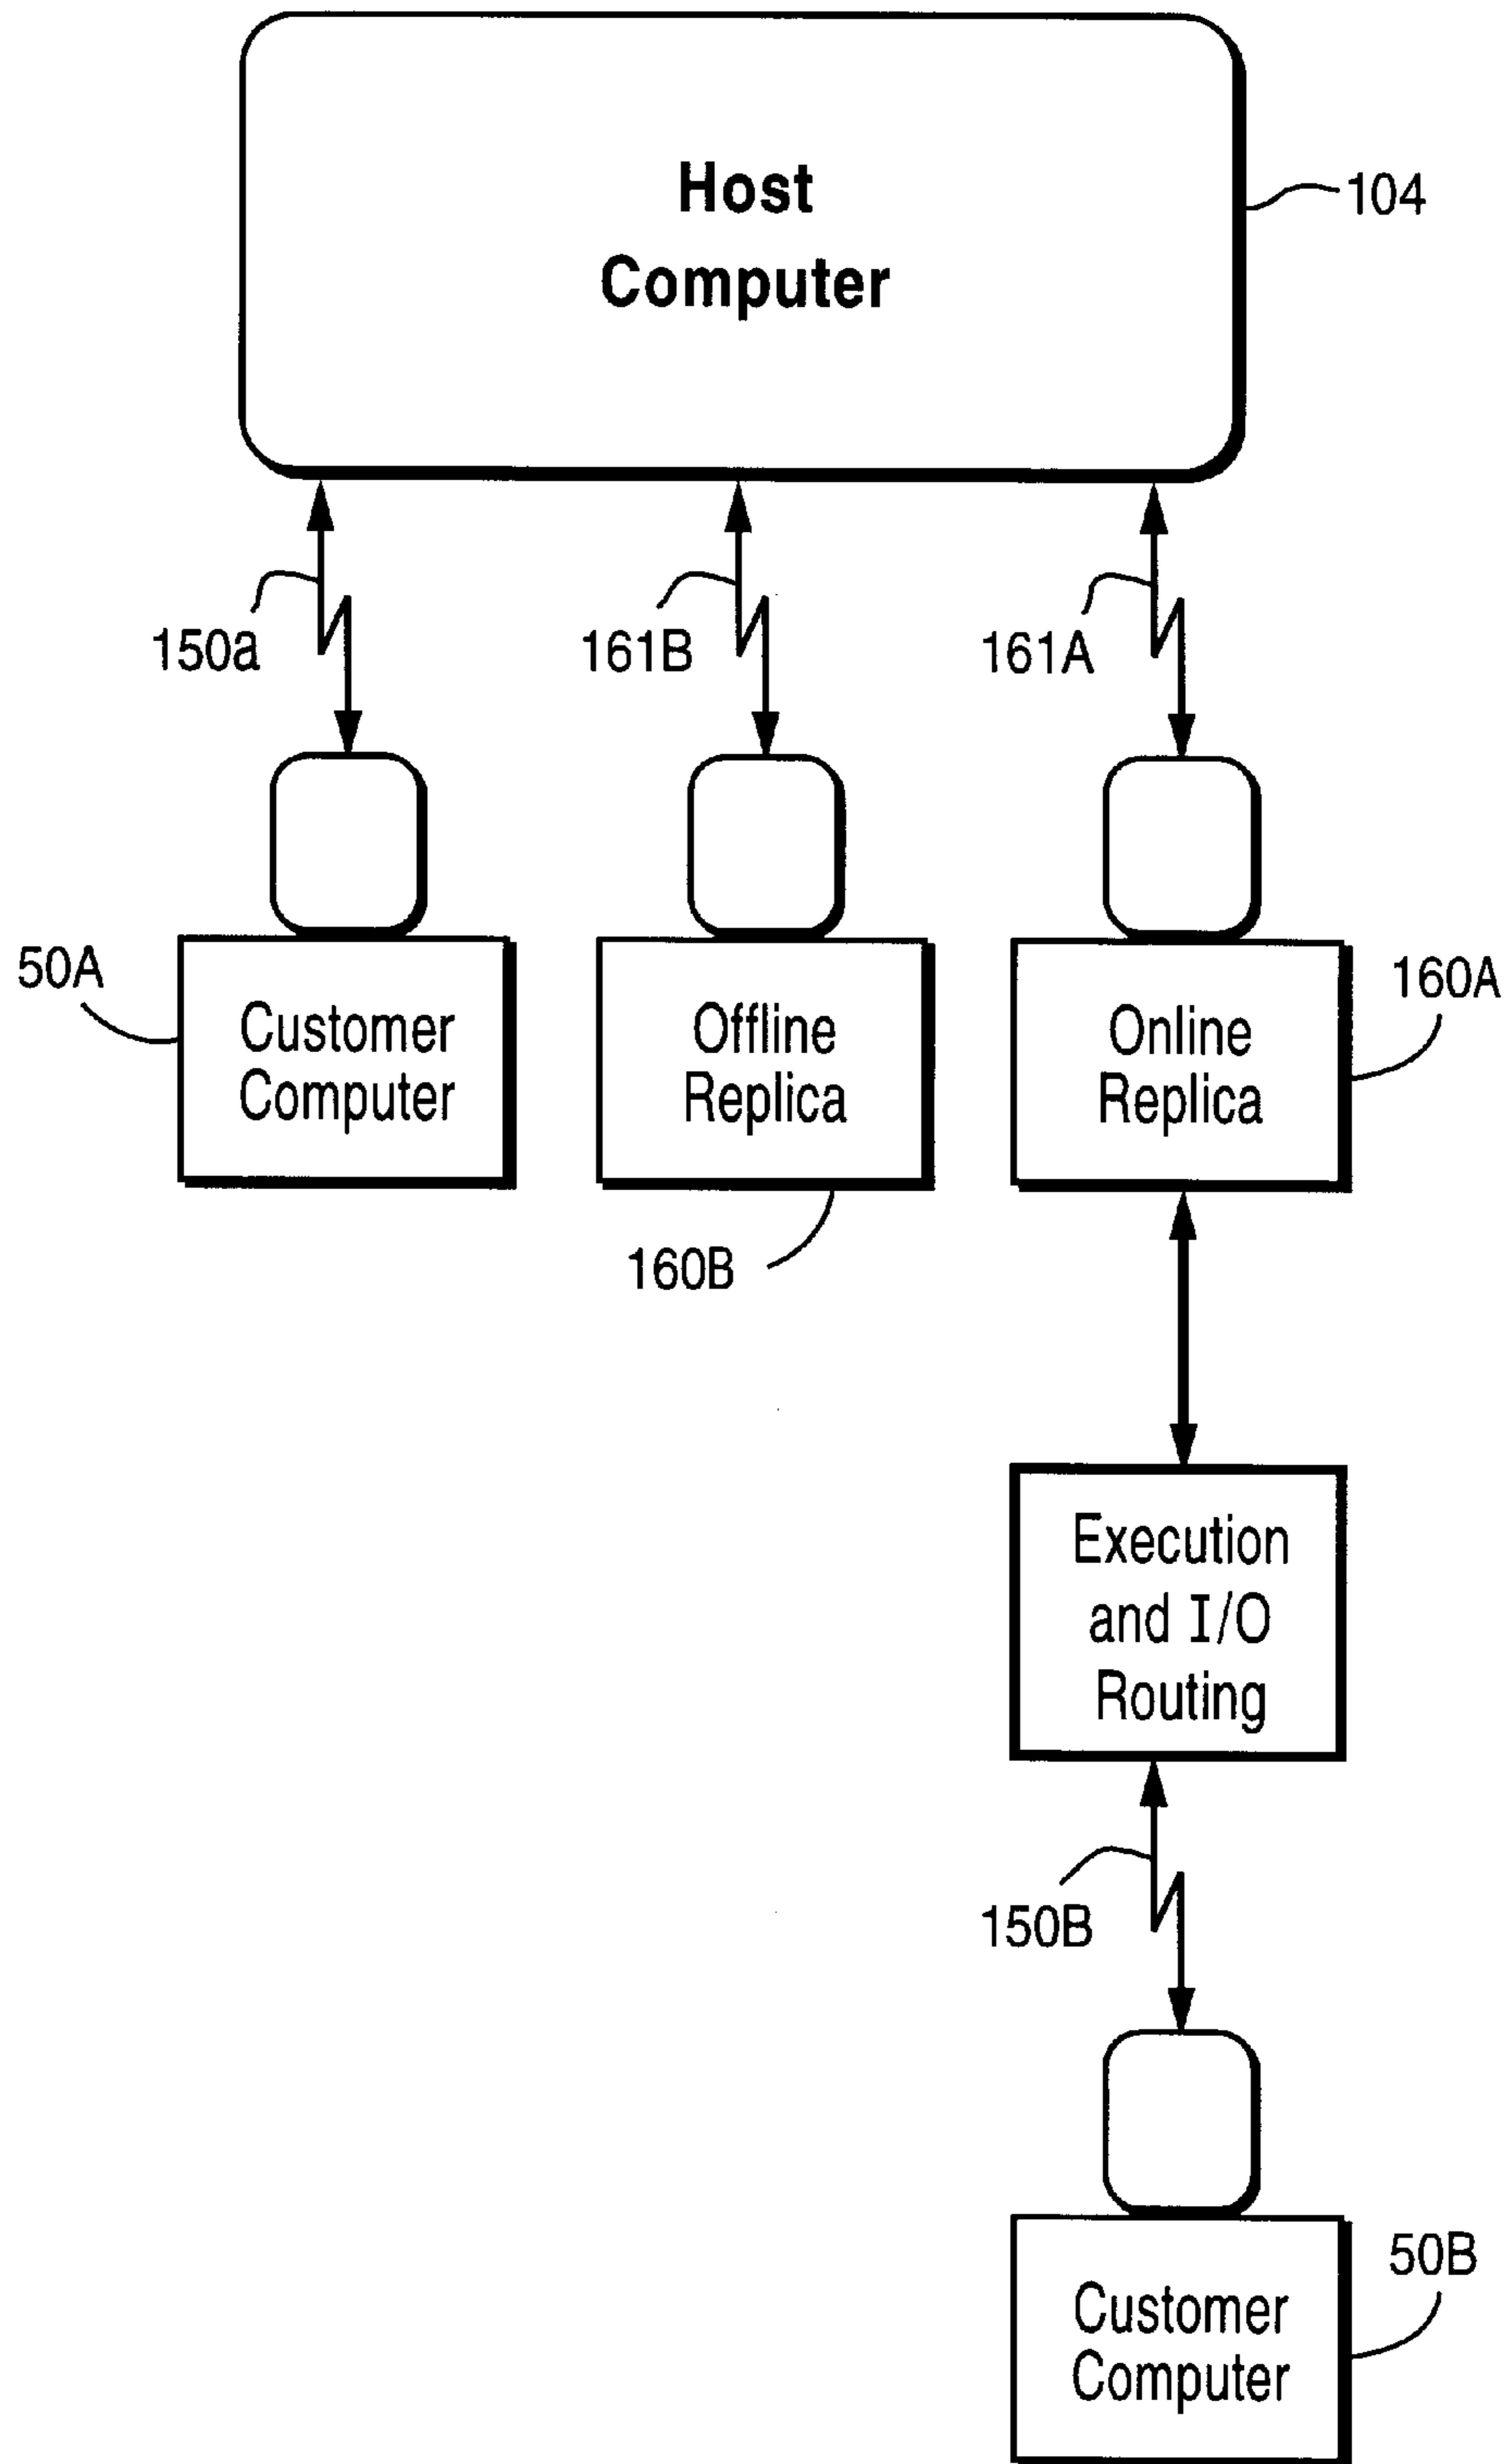 Host
Computer
104
150a
161B
161A
50A
Customer
Computer
Offline
Replica
Online
Replica
160A
160B
Execution
and I/O
Routing
150B
50B
Customer
Computer